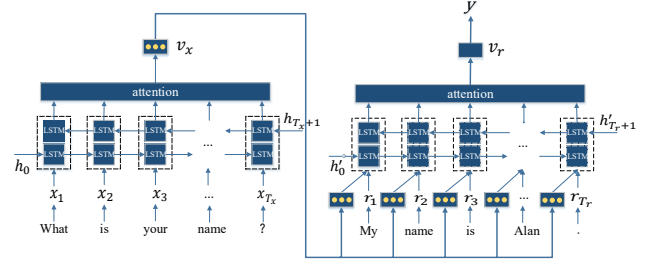 v_x
attention
LSTM LSTM LSTM ... LSTM
h_{T_x+1}
LSTM LSTM LSTM LSTM
h_0
x_1 x_2 x_3 ... x_{T_x}
What is your name ?
y
v_r
attention
LSTM LSTM LSTM ... LSTM
h'_{T_r+1}
LSTM LSTM LSTM LSTM
h'_0
r_1 r_2 r_3 ... r_{T_r}
My name is Alan .